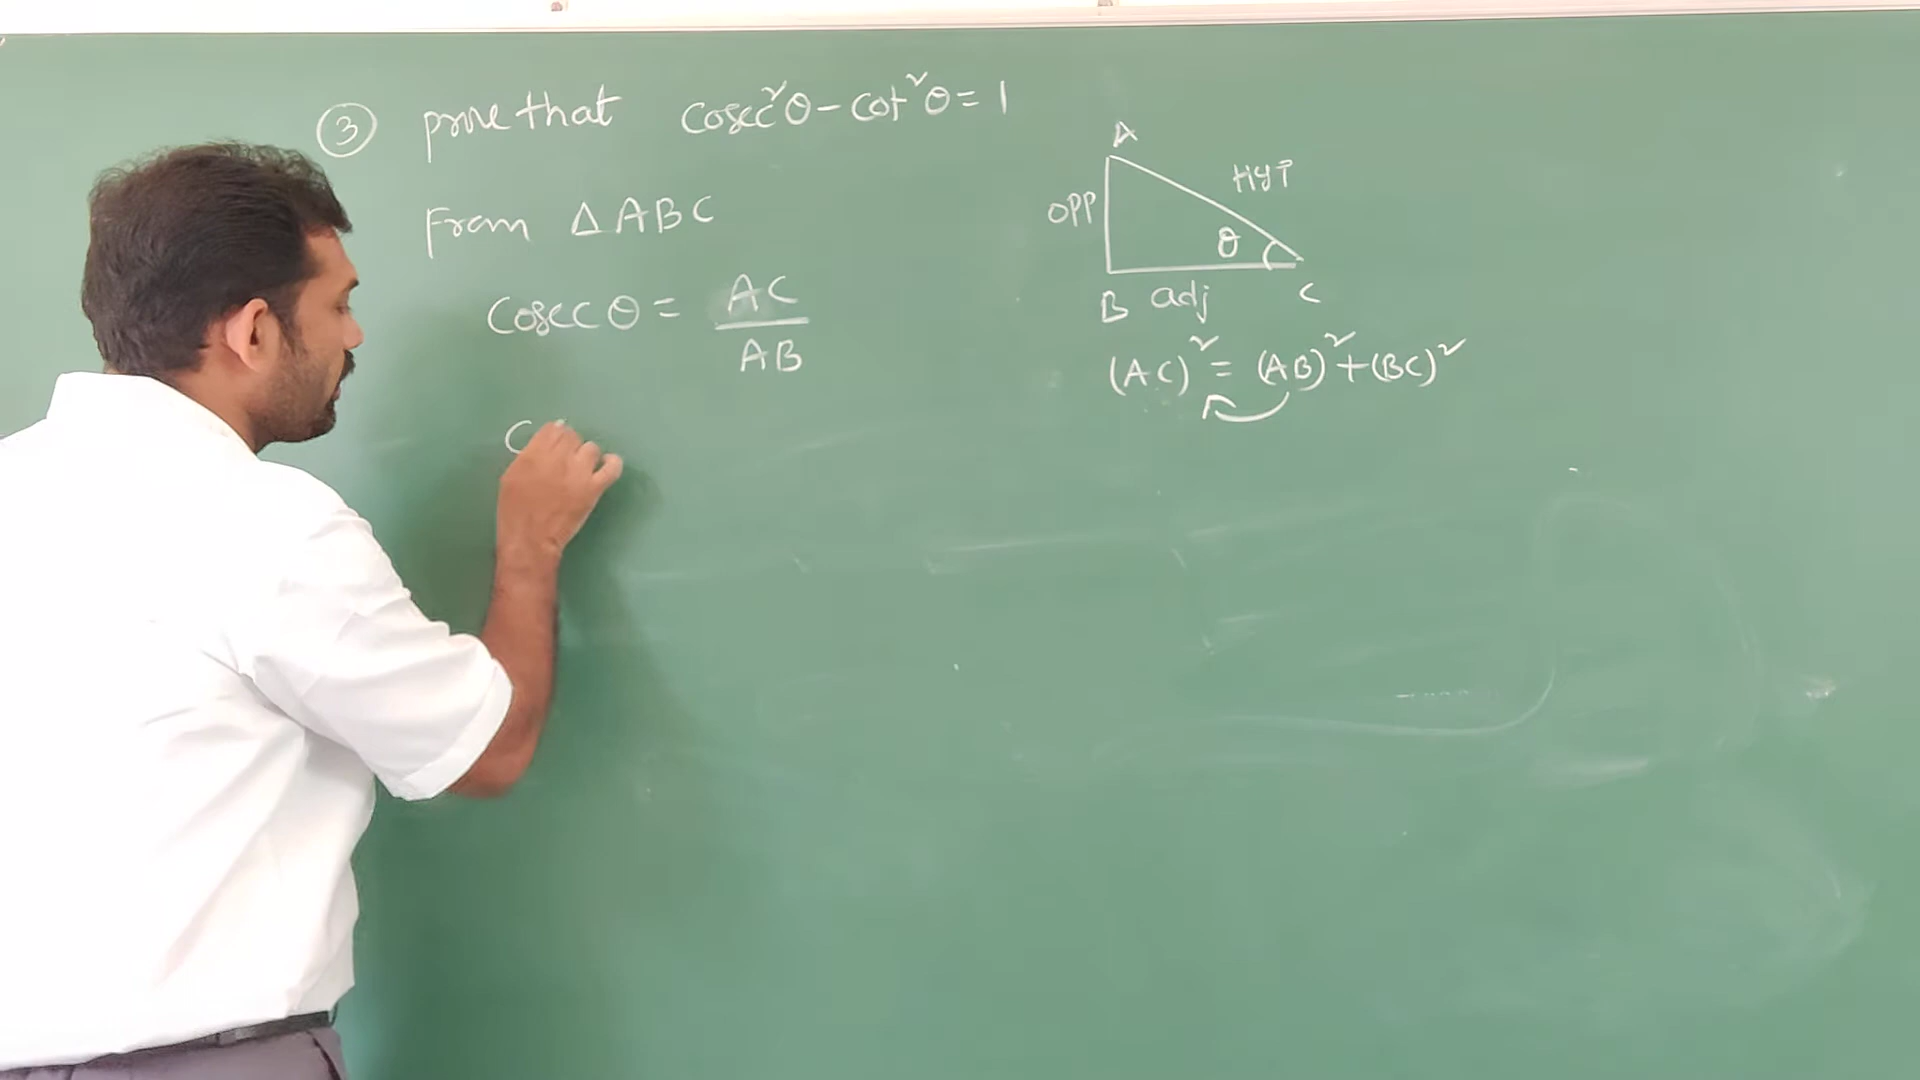 ③ prove that cosec²θ - cot²θ = 1
From △ABC
cosec θ = AC / AB
C
A
HYP
OPP
θ
B adj C
(AC)² = (AB)² + (BC)²